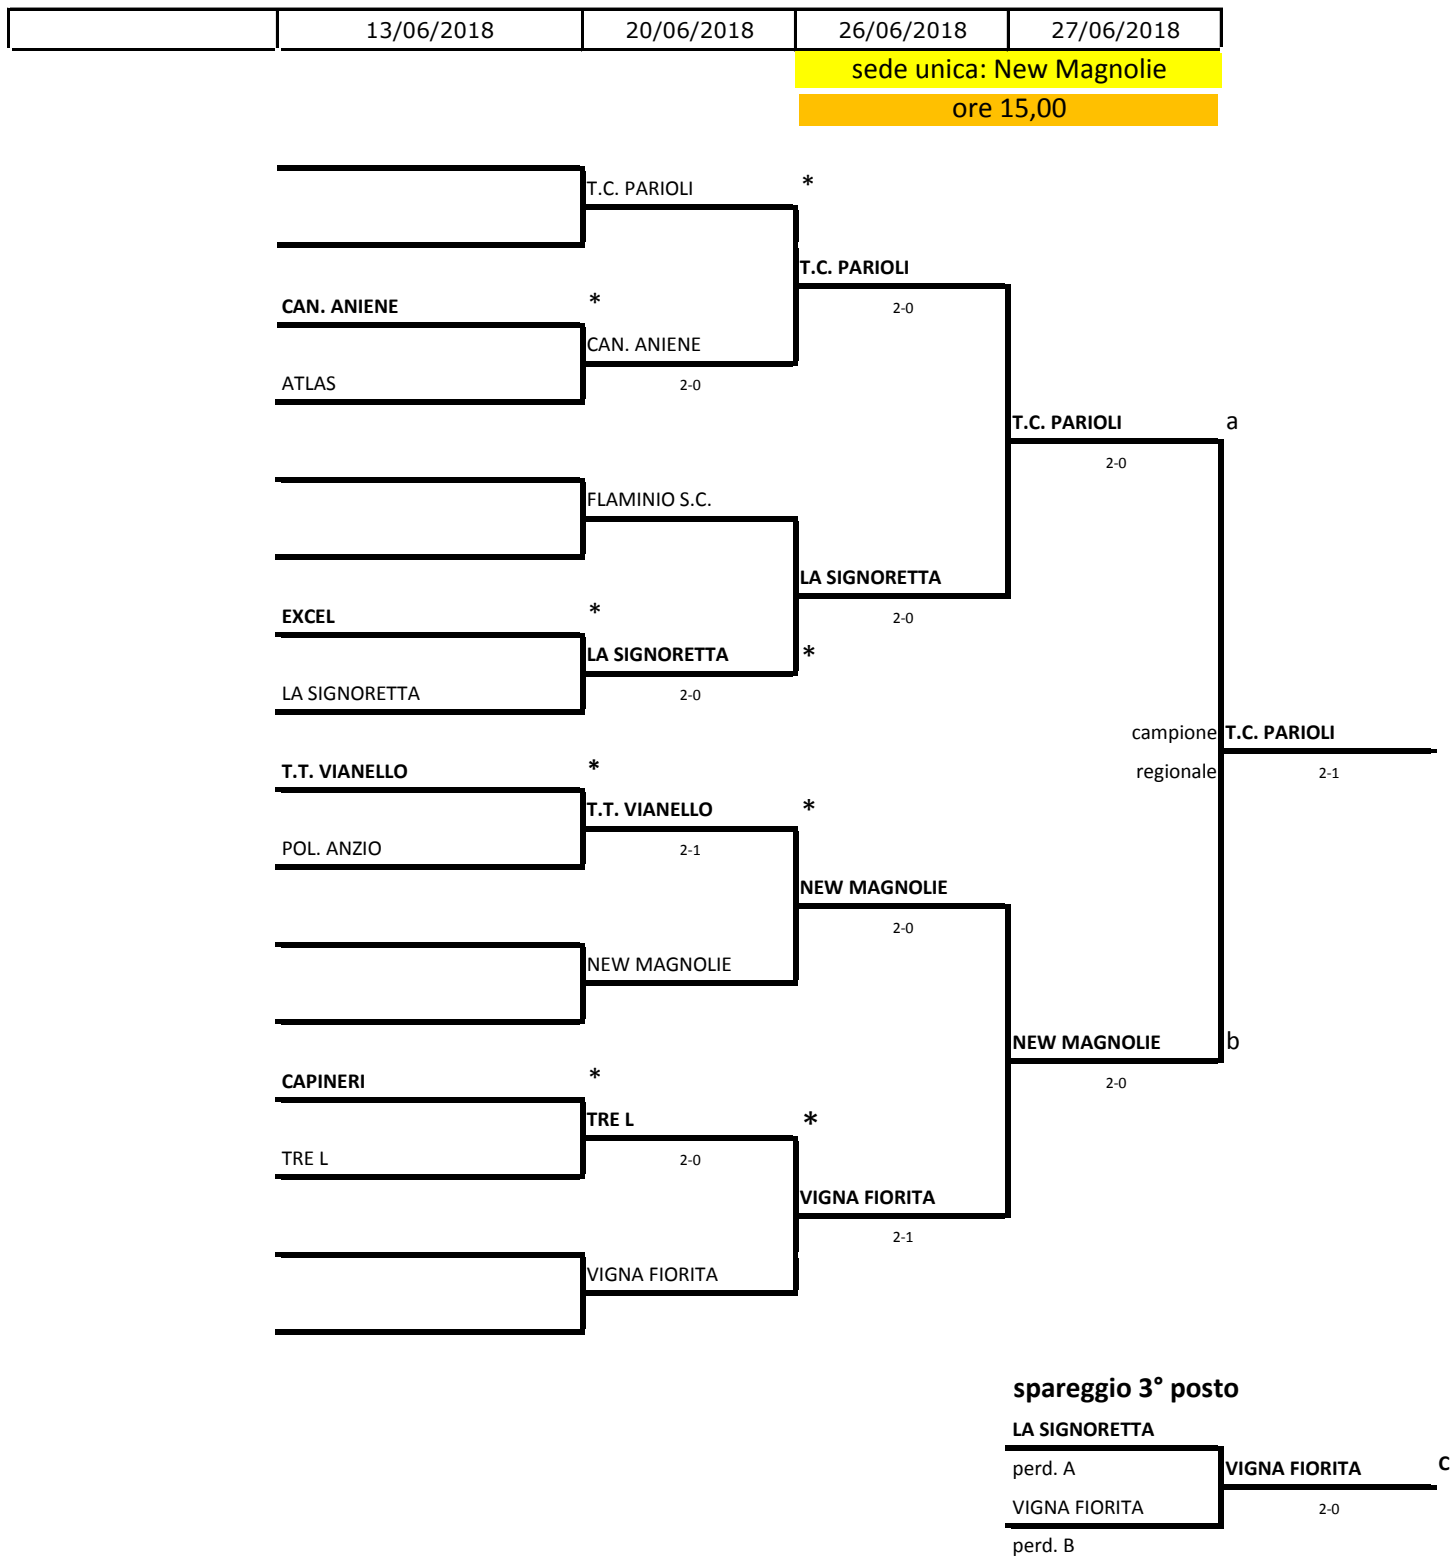 13/06/2018 20/06/2018 26/06/2018 27/06/2018
sede unica: New Magnolie
ore 15,00
T.C. PARIOLI *
T.C. PARIOLI
CAN. ANIENE *
2-0
CAN. ANIENE
ATLAS
2-0
T.C. PARIOLI a
2-0
FLAMINIO S.C.
LA SIGNORETTA
EXCEL *
2-0
LA SIGNORETTA *
LA SIGNORETTA
2-0
campione T.C. PARIOLI
regionale 2-1
T.T. VIANELLO *
T.T. VIANELLO *
POL. ANZIO
2-1
NEW MAGNOLIE
2-0
NEW MAGNOLIE
NEW MAGNOLIE b
2-0
CAPINERI *
TRE L *
TRE L
2-0
VIGNA FIORITA
2-1
VIGNA FIORITA
spareggio 3° posto
LA SIGNORETTA
perd. A
VIGNA FIORITA C
VIGNA FIORITA
2-0
perd. B